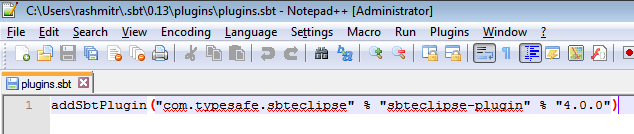 C:\Users\rashmitr\.sbt\0.13\plugins\plugins.sbt - Notepad++ [Administrator]
File Edit Search View Encoding Language Settings Macro Run Plugins Window ?
plugins.sbt
1 addSbtPlugin("com.typesafe.sbteclipse" % "sbteclipse-plugin" % "4.0.0")